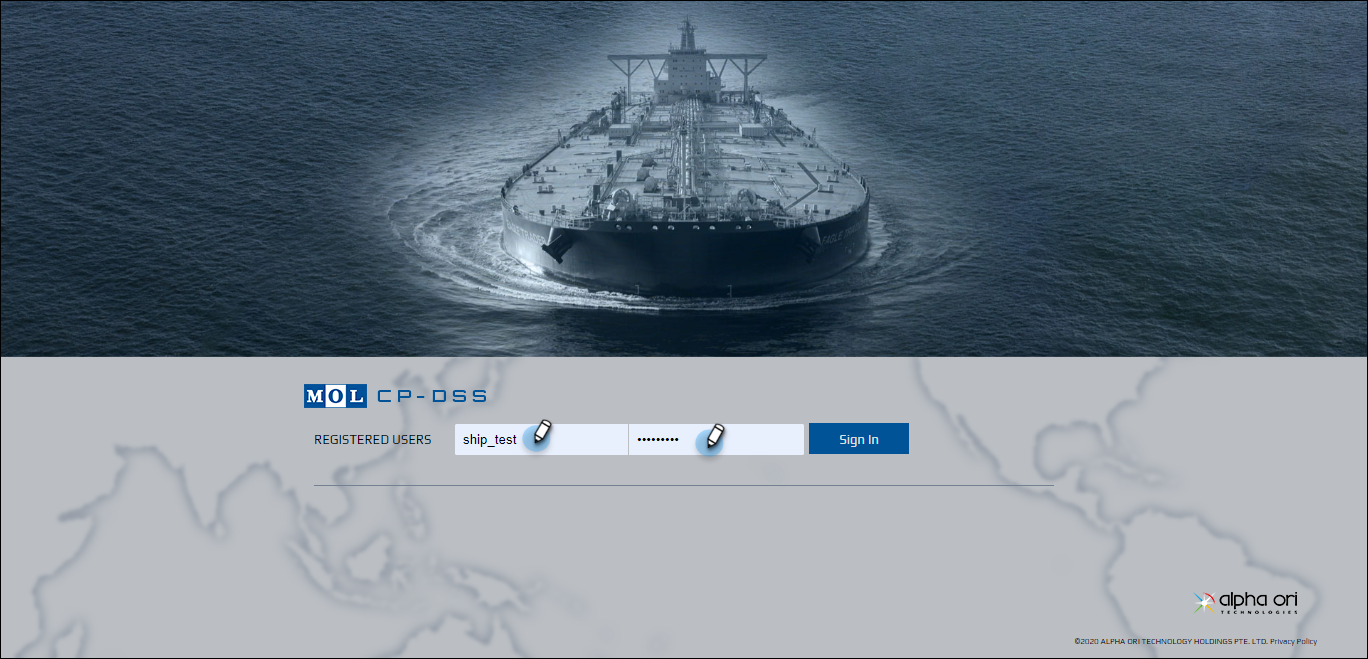 MOL CP-DSS
REGISTERED USERS
ship_test
•••••••••
Sign In
alpha ori
TECHNOLOGIES
©2020 ALPHA ORI TECHNOLOGY HOLDINGS PTE. LTD. Privacy Policy